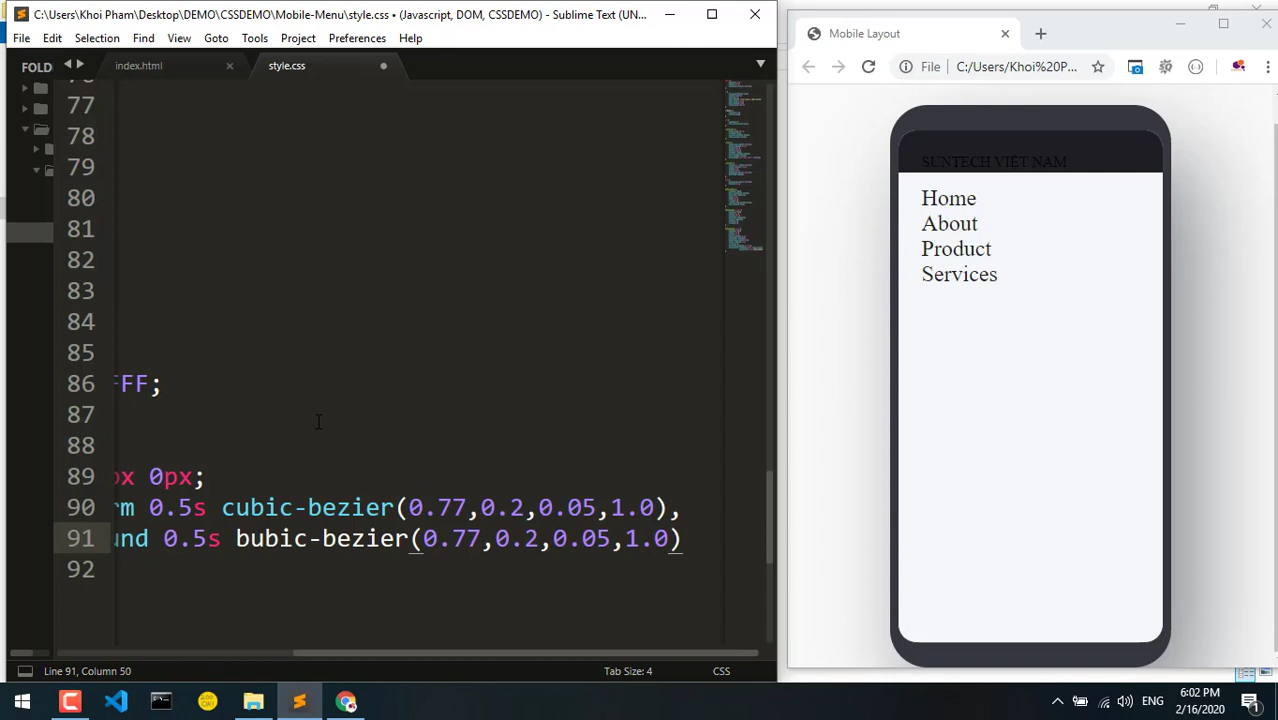 C:\Users\Khoi Pham\Desktop\DEMO\CSSDEMO\Mobile-Menu\style.css • (Javascript, DOM, CSSDEMO) - Sublime Text (UN...
File Edit Selection Find View Goto Tools Project Preferences Help
FOLD
index.html
style.css
77
78
79
80
81
82
83
84
85
86 FFF;
87
88
89 px 0px;
90 rm 0.5s cubic-bezier(0.77,0.2,0.05,1.0),
91 und 0.5s bubic-bezier(0.77,0.2,0.05,1.0)
92
Line 91, Column 50
Tab Size: 4
CSS
Mobile Layout
File C:/Users/Khoi%20P...
SUNTECH VIỆT NAM
Home
About
Product
Services
ENG
6:02 PM
2/16/2020